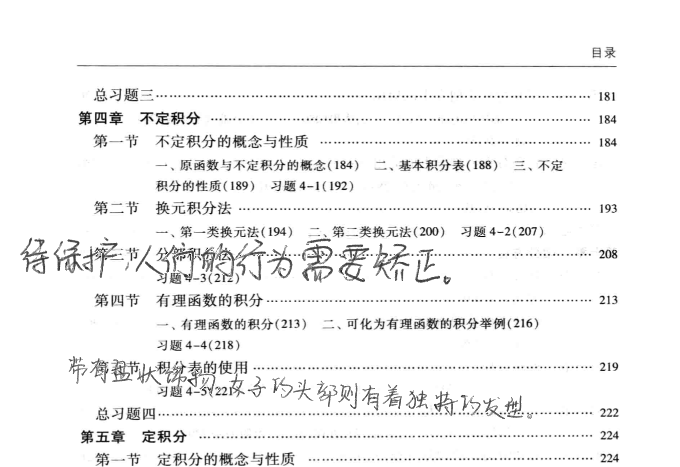 目录
总习题三 181
第四章 不定积分 184
第一节 不定积分的概念与性质 184
一、原函数与不定积分的概念(184) 二、基本积分表(188) 三、不定
积分的性质(189) 习题 4-1(192)
第二节 换元积分法 193
一、第一类换元法(194) 二、第二类换元法(200) 习题 4-2(207)
第三节 分部积分法 208
待保护,人们的行为需要矫正。
习题 4-3(212)
第四节 有理函数的积分 213
一、有理函数的积分(213) 二、可化为有理函数的积分举例(216)
习题 4-4(218)
第五节 积分表的使用 219
带有盘状饰物,女子的头部则有着独特的发型。
习题 4-5(221)
总习题四 222
第五章 定积分 224
第一节 定积分的概念与性质 224